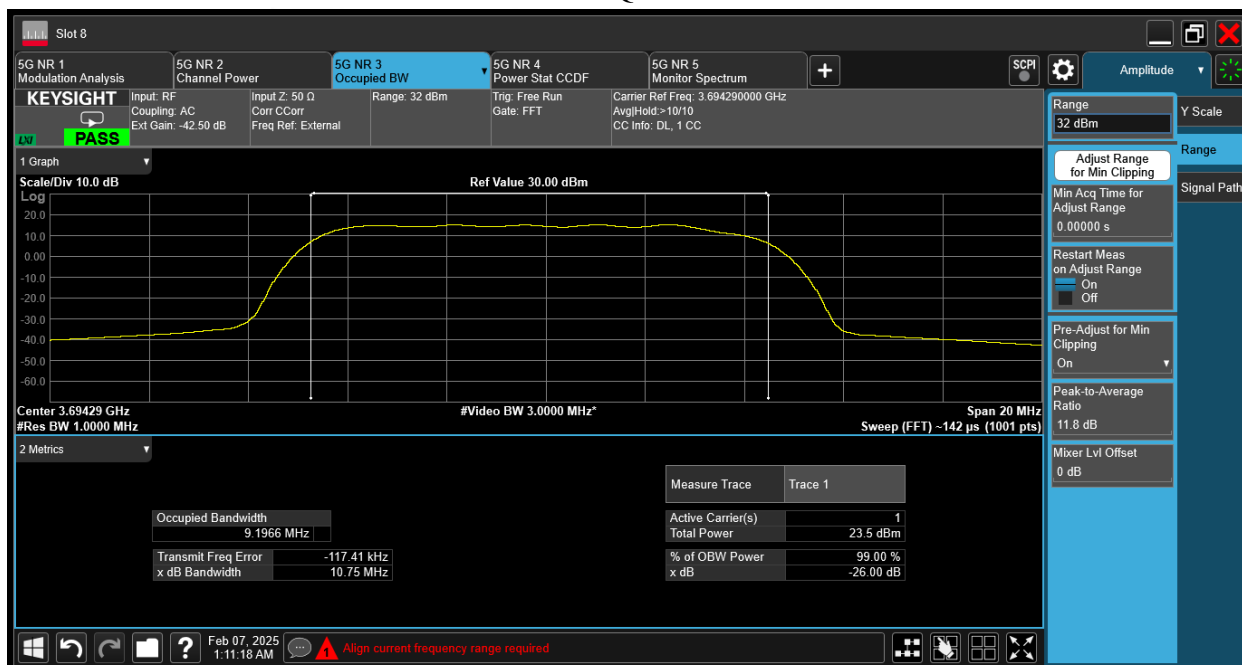 Slot 8
5G NR 1
Modulation Analysis
5G NR 2
Channel Power
5G NR 3
Occupied BW
5G NR 4
Power Stat CCDF
5G NR 5
Monitor Spectrum
SCPI
Amplitude
KEYSIGHT
LXI
PASS
Input: RF
Coupling: AC
Ext Gain: -42.50 dB
Input Z: 50 Ω
Corr CCorr
Freq Ref: External
Range: 32 dBm
Trig: Free Run
Gate: FFT
Carrier Ref Freq: 3.694290000 GHz
Avg|Hold:>10/10
CC Info: DL, 1 CC
1 Graph
Scale/Div 10.0 dB
Ref Value 30.00 dBm
Log
20.0
10.0
0.00
-10.0
-20.0
-30.0
-40.0
-50.0
-60.0
Center 3.69429 GHz
#Video BW 3.0000 MHz*
Span 20 MHz
#Res BW 1.0000 MHz
Sweep (FFT) ~142 µs (1001 pts)
2 Metrics
Measure Trace Trace 1
Occupied Bandwidth
9.1966 MHz
Transmit Freq Error -117.41 kHz
x dB Bandwidth 10.75 MHz
Active Carrier(s) 1
Total Power 23.5 dBm
% of OBW Power 99.00 %
x dB -26.00 dB
Range
32 dBm
Adjust Range
for Min Clipping
Min Acq Time for
Adjust Range
0.00000 s
Restart Meas
on Adjust Range
On
Off
Pre-Adjust for Min
Clipping
On
Peak-to-Average
Ratio
11.8 dB
Mixer Lvl Offset
0 dB
Y Scale
Range
Signal Path
Feb 07, 2025
1:11:18 AM
1
Align current frequency range required